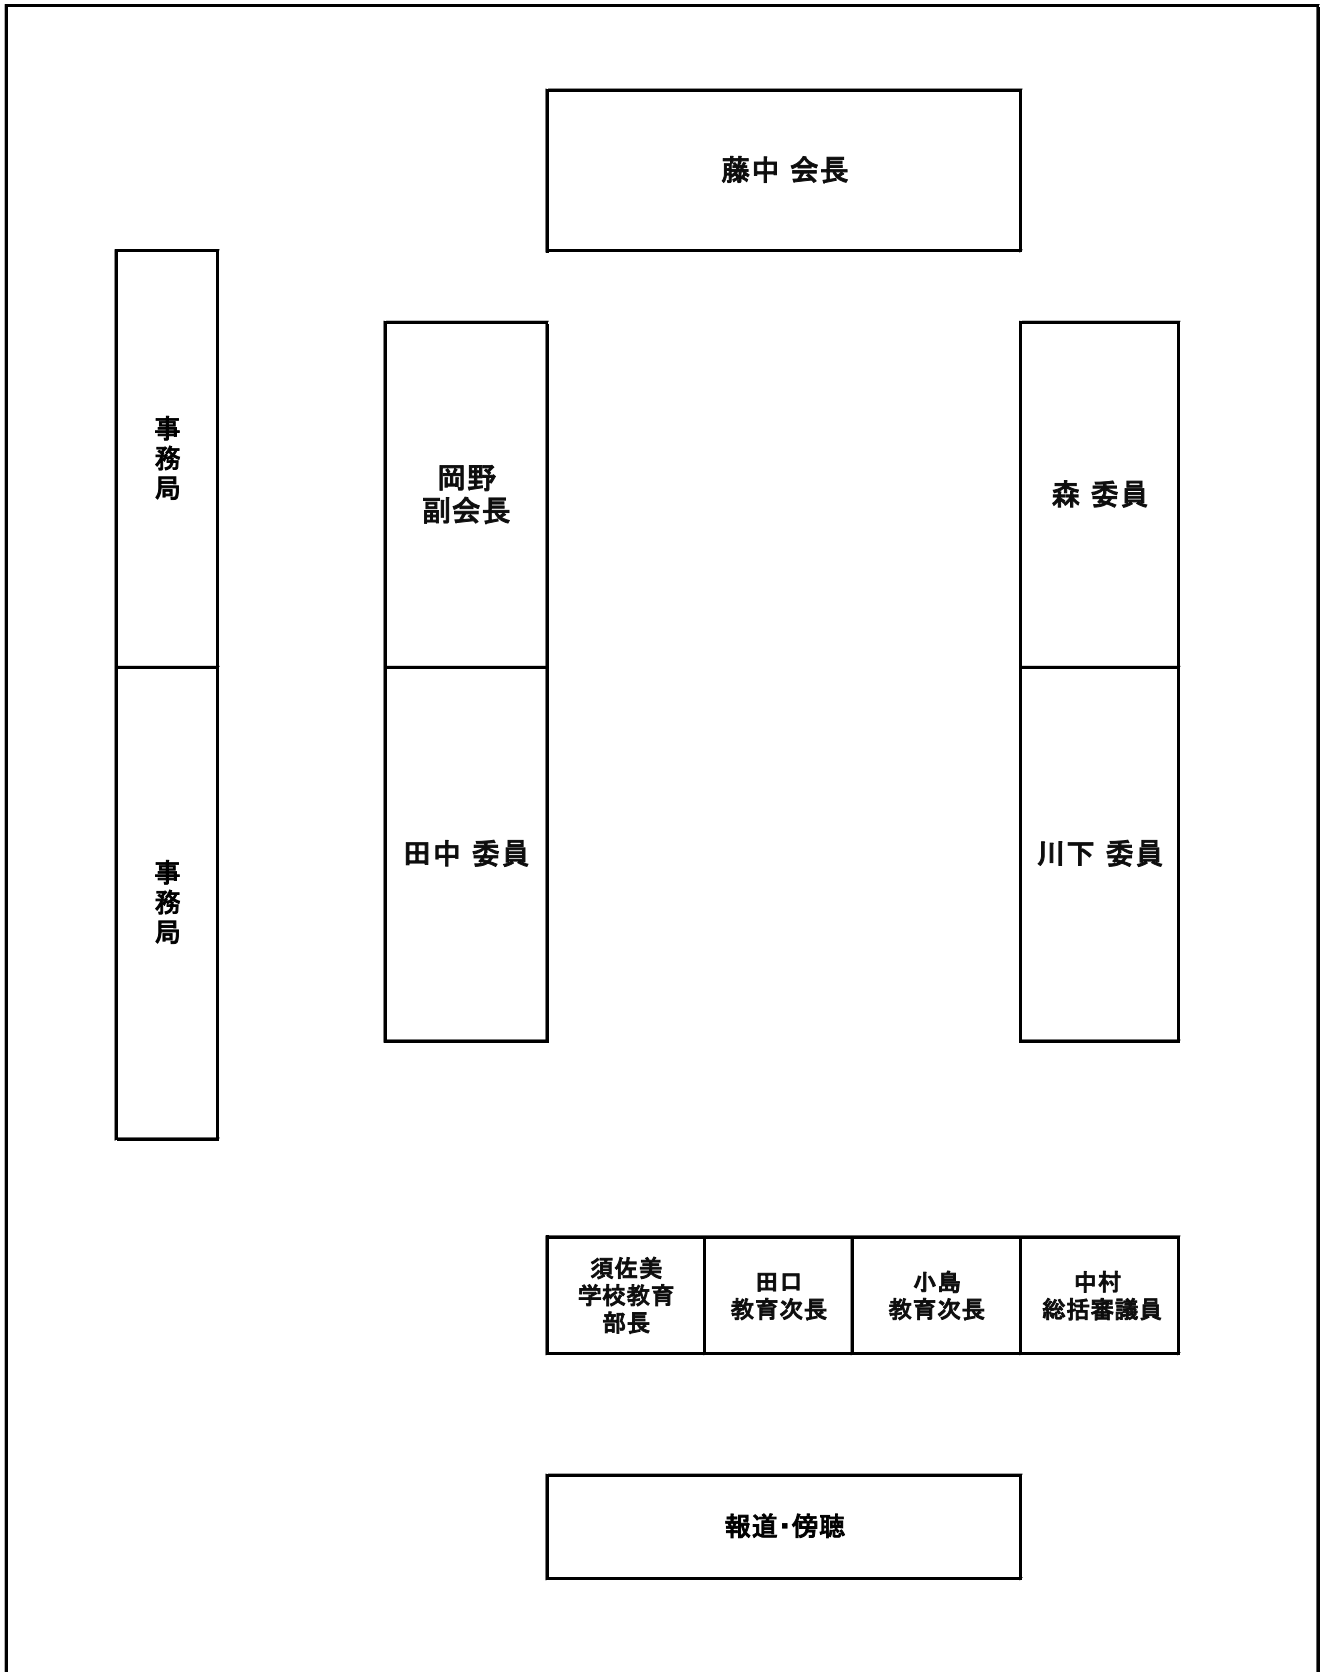 藤中 会長
事務局
岡野
副会長
森 委員
田中 委員
川下 委員
事務局
須佐美
学校教育
部長
田口
教育次長
小島
教育次長
中村
総括審議員
報道・傍聴